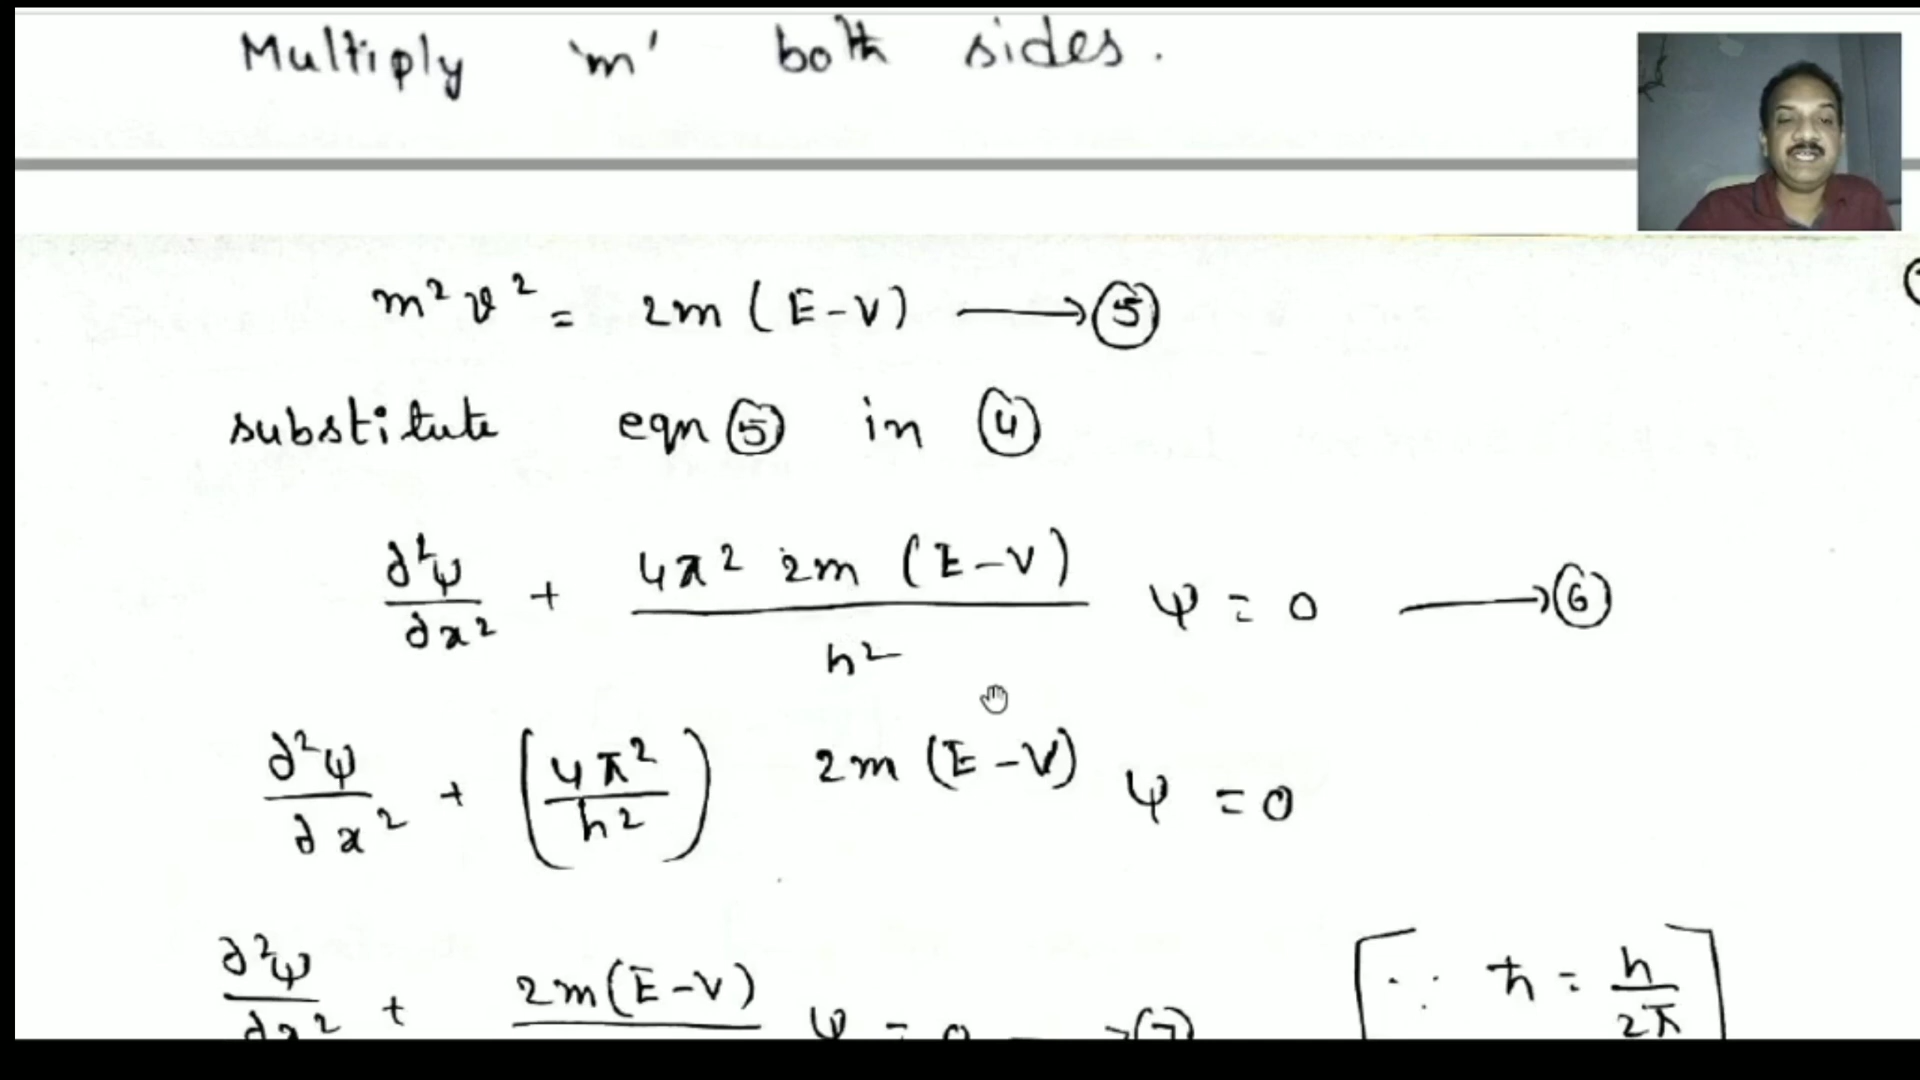 Multiply 'm' both sides.
m² v² = 2m (E-V) → ⑤
substitute eqn ⑤ in ④
∂²ψ/∂x² + 4π² 2m (E-V)/h² ψ = 0 → ⑥
∂²ψ/∂x² + (4π²/h²) 2m (E-V) ψ = 0
∂²ψ/∂x² + 2m(E-V) ψ = 0 → ⑦ [∵ ħ = h/2π]